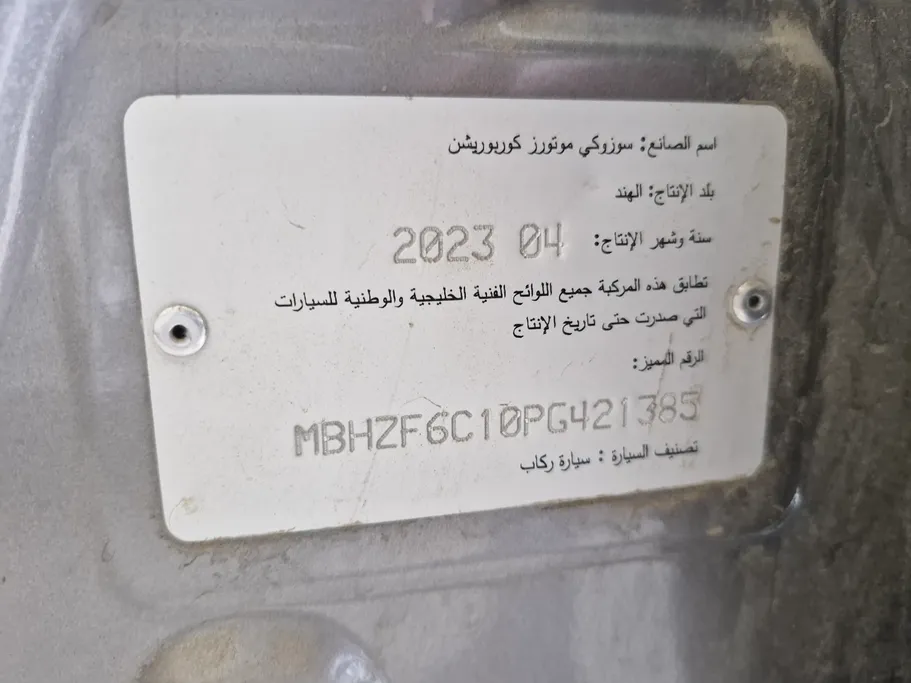 اسم الصانع: سوزوكي موتورز كوربوريشن
بلد الإنتاج: الهند
سنة وشهر الإنتاج: 2023 04
تطابق هذه المركبة جميع اللوائح الفنية الخليجية والوطنية للسيارات
التي صدرت حتى تاريخ الإنتاج
الرقم المميز:
MBHZF6C10PG421385
تصنيف السيارة : سيارة ركاب